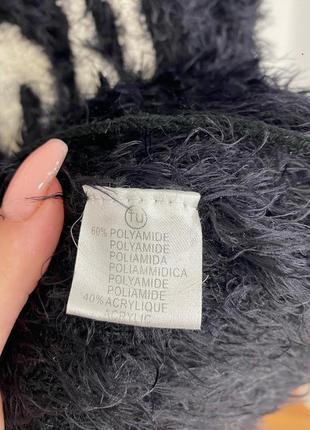 TU
60% POLYAMIDE
POLYAMIDE
POLIAMIDA
POLIAMMIDICA
POLYAMIDE
POLIAMIDE
40% ACRYLIQUE
ACRYLIC